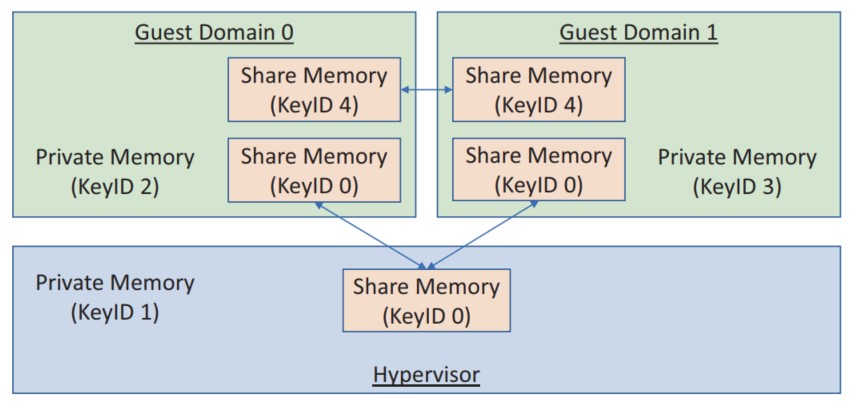 Guest Domain 0
Share Memory
(KeyID 4)
Private Memory
(KeyID 2)
Share Memory
(KeyID 0)
Guest Domain 1
Share Memory
(KeyID 4)
Share Memory
(KeyID 0)
Private Memory
(KeyID 3)
Private Memory
(KeyID 1)
Share Memory
(KeyID 0)
Hypervisor